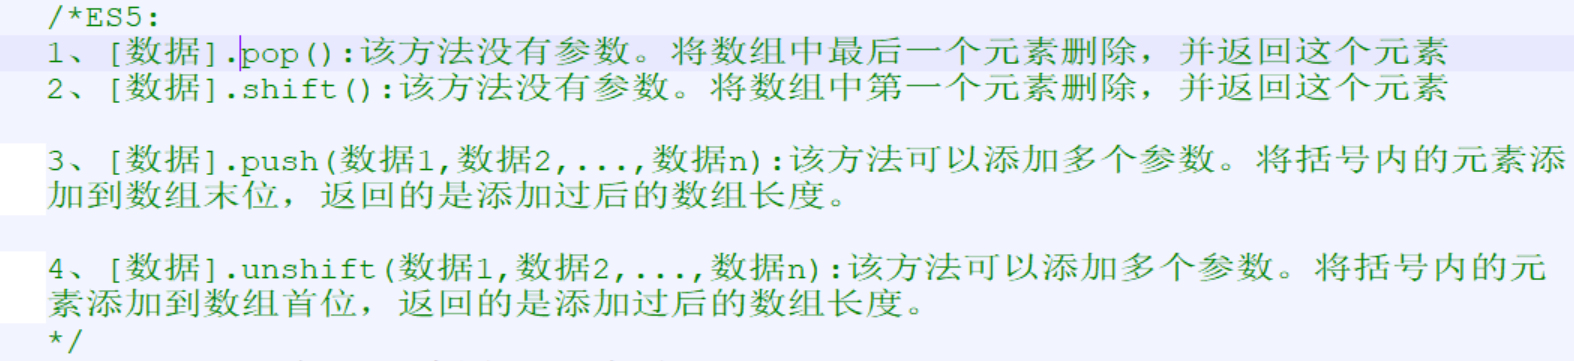 /*ES5:
1、[数据].pop():该方法没有参数。将数组中最后一个元素删除，并返回这个元素
2、[数据].shift():该方法没有参数。将数组中第一个元素删除，并返回这个元素
3、[数据].push(数据1,数据2,...,数据n):该方法可以添加多个参数。将括号内的元素添
加到数组末位，返回的是添加过后的数组长度。
4、[数据].unshift(数据1,数据2,...,数据n):该方法可以添加多个参数。将括号内的元
素添加到数组首位，返回的是添加过后的数组长度。
*/